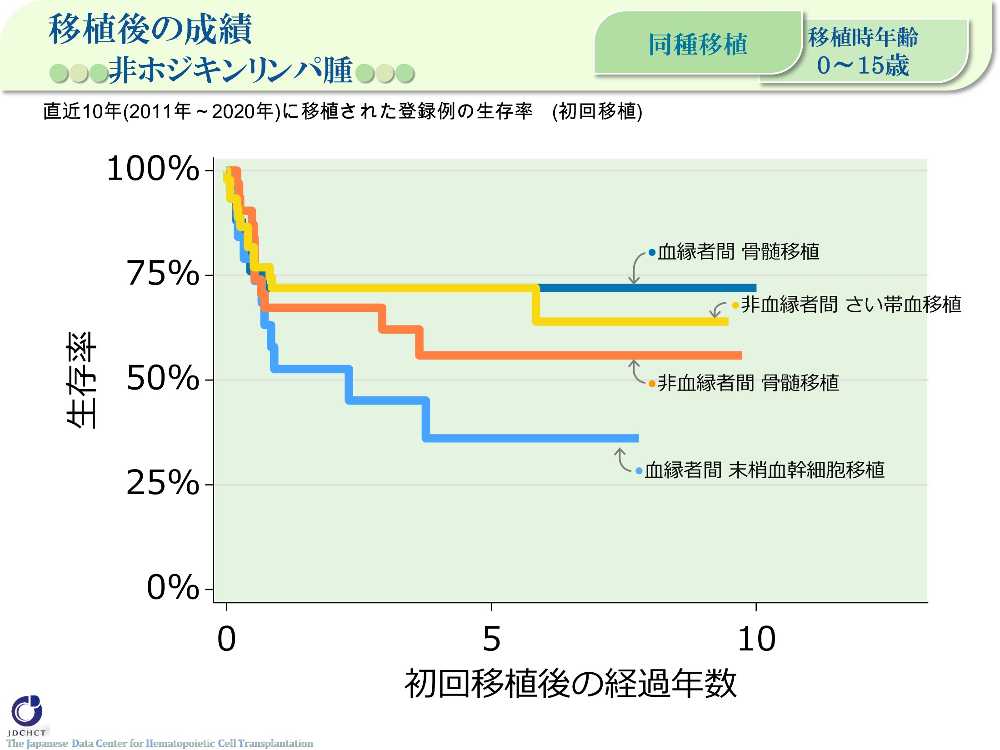 移植後の成績
非ホジキンリンパ腫
同種移植
移植時年齢
0～15歳
直近10年(2011年～2020年)に移植された登録例の生存率　(初回移植)
100%
75%
50%
25%
0%
生存率
血縁者間 骨髄移植
非血縁者間 さい帯血移植
非血縁者間 骨髄移植
血縁者間 末梢血幹細胞移植
0 5 10
初回移植後の経過年数
JDCHCT
The Japanese Data Center for Hematopoietic Cell Transplantation